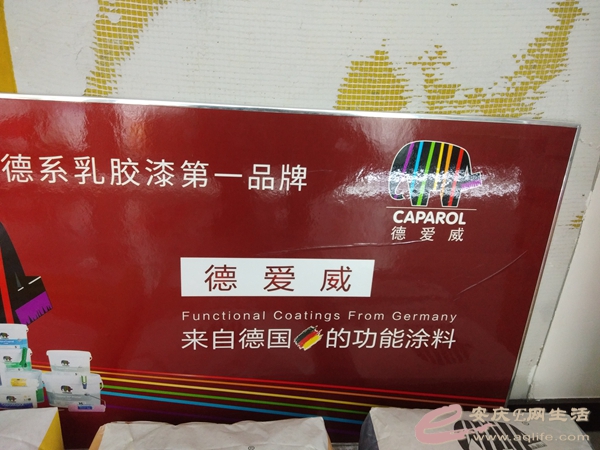 德系乳胶漆第一品牌
CAPAROL
德爱威
德爱威
Functional Coatings From Germany
来自德国的功能涂料
安庆E网生活
www.aqlife.com